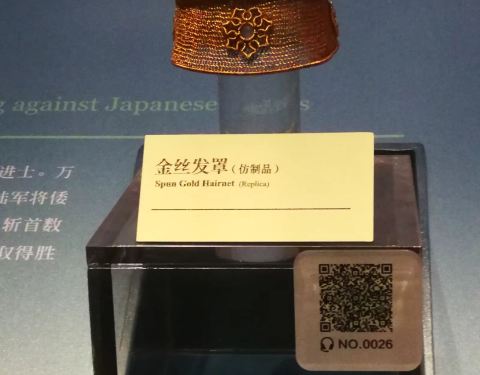 against Japanese
进士。万
陆军将倭
斩首数
取得胜
金丝发罩(仿制品)
Spun Gold Hairnet (Replica)
NO.0026